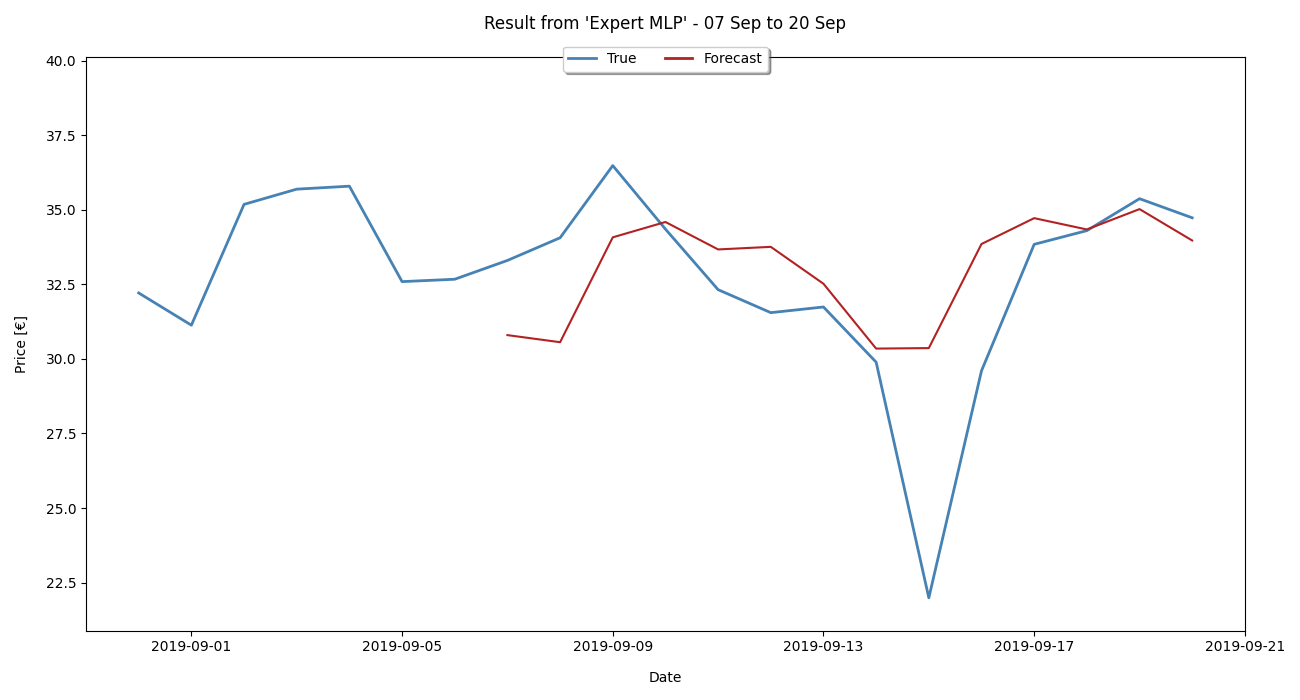 Result from 'Expert MLP' - 07 Sep to 20 Sep
True Forecast
40.0
37.5
35.0
32.5
30.0
27.5
25.0
22.5
Price [€]
2019-09-01 2019-09-05 2019-09-09 2019-09-13 2019-09-17 2019-09-21
Date